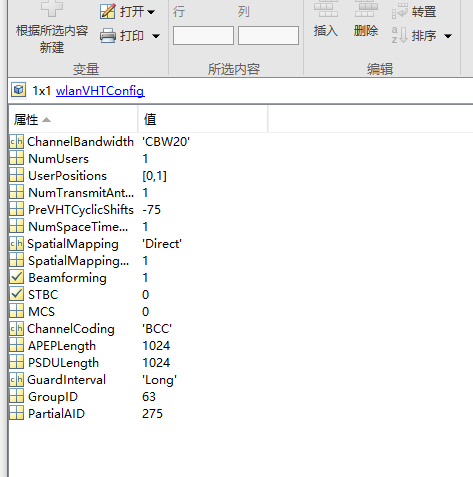 打开 行 列
根据所选内容 打印 插入 删除 转置
新建 排序
变量 所选内容 编辑
1x1 wlanVHTConfig
属性 值
ChannelBandwidth 'CBW20'
NumUsers 1
UserPositions [0,1]
NumTransmitAnt... 1
PreVHTCyclicShifts -75
NumSpaceTime... 1
SpatialMapping 'Direct'
SpatialMapping... 1
Beamforming 1
STBC 0
MCS 0
ChannelCoding 'BCC'
APEPLength 1024
PSDULength 1024
GuardInterval 'Long'
GroupID 63
PartialAID 275